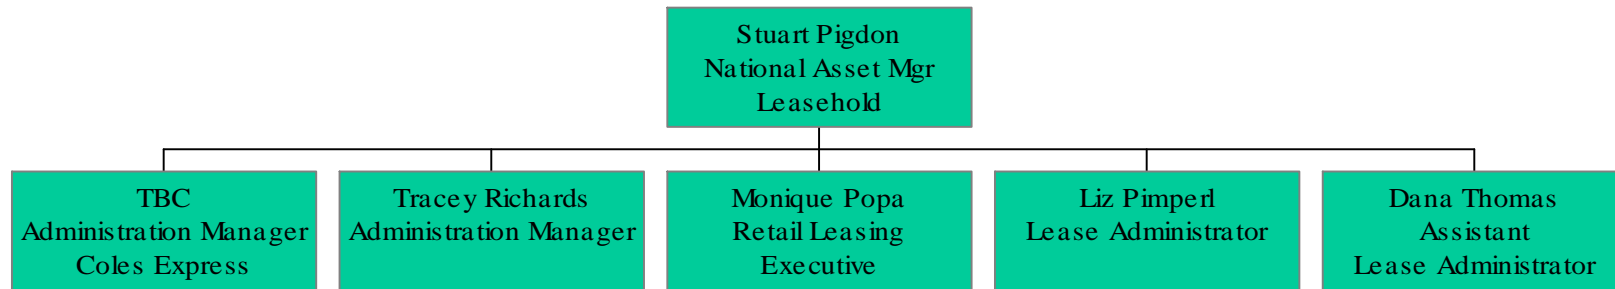 Stuart Pigdon
National Asset Mgr
Leasehold
TBC
Administration Manager
Coles Express
Tracey Richards
Administration Manager
Monique Popa
Retail Leasing
Executive
Liz Pimperl
Lease Administrator
Dana Thomas
Assistant
Lease Administrator